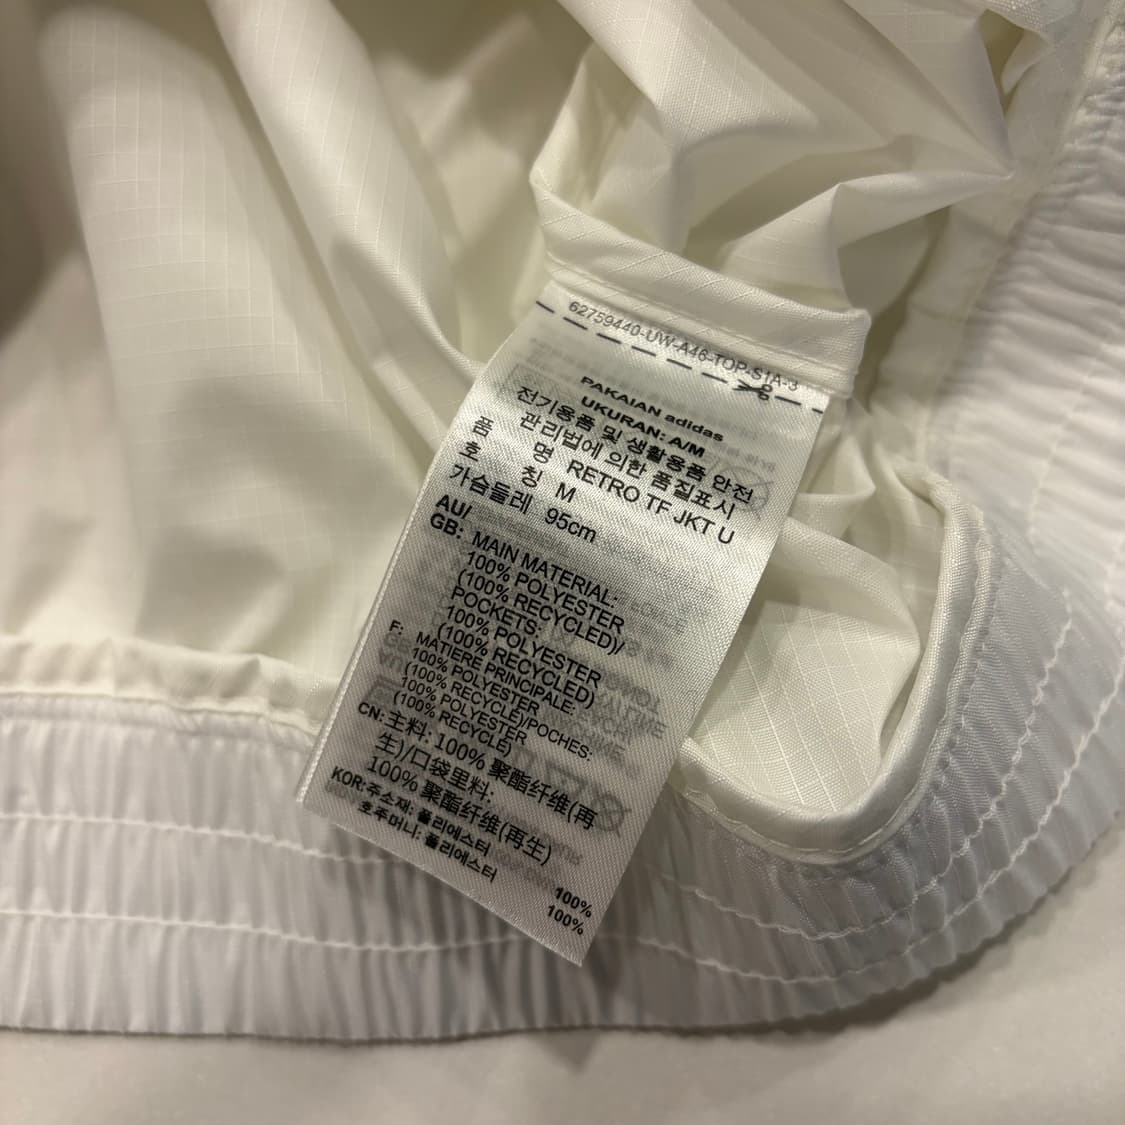 62759440-UW-A46-TOP-S1A-3
PAKAIAN adidas
UKURAN: A/M
전기용품 및 생활용품 안전
관리법에 의한 품질표시
품 명 RETRO TF JKT U
호 칭 M
가슴둘레 95cm
AU/
GB: MAIN MATERIAL:
100% POLYESTER
(100% RECYCLED)/
POCKETS:
100% POLYESTER
(100% RECYCLED)
F: MATIERE PRINCIPALE:
100% POLYESTER
(100% RECYCLE)/POCHES:
100% POLYESTER
(100% RECYCLE)
CN: 主料: 100% 聚酯纤维(再
生)/口袋里料:
100% 聚酯纤维(再生)
KOR: 주소재: 폴리에스터 100%
호주머니: 폴리에스터 100%